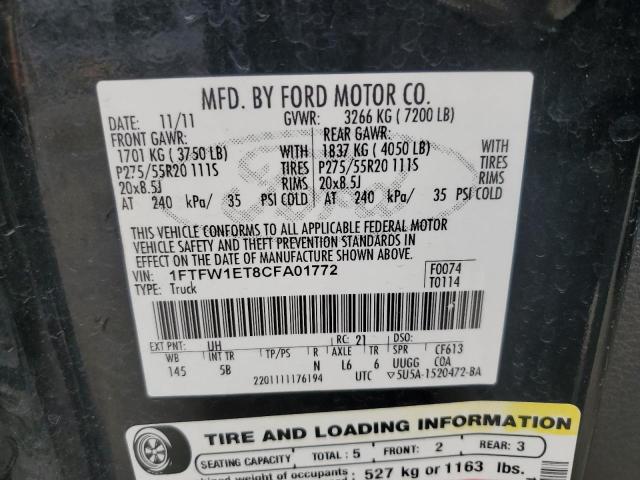 MFD. BY FORD MOTOR CO.
DATE: 11/11 GVWR: 3266 KG ( 7200 LB)
FRONT GAWR: REAR GAWR:
1701 KG ( 3750 LB) WITH 1837 KG ( 4050 LB) WITH
P275/55R20 111S TIRES P275/55R20 111S TIRES
20x8.5J RIMS 20x8.5J RIMS
AT 240 kPa/ 35 PSI COLD AT 240 kPa/ 35 PSI COLD
Ford
THIS VEHICLE CONFORMS TO ALL APPLICABLE FEDERAL MOTOR
VEHICLE SAFETY AND THEFT PREVENTION STANDARDS IN
EFFECT ON THE DATE OF MANUFACTURE SHOWN ABOVE.
VIN: 1FTFW1ET8CFA01772 F0074
TYPE: Truck T0114
EXT PNT: UH RC: 21 DSO:
WB INT TR TP/PS R AXLE TR SPR CF613
145 5B N L6 6 UUGG COA
2201111176194 UTC ▽5U5A-1520472-BA
TIRE AND LOADING INFORMATION
SEATING CAPACITY TOTAL: 5 FRONT: 2 REAR: 3
weight of occupants 527 kg or 1163 lbs.